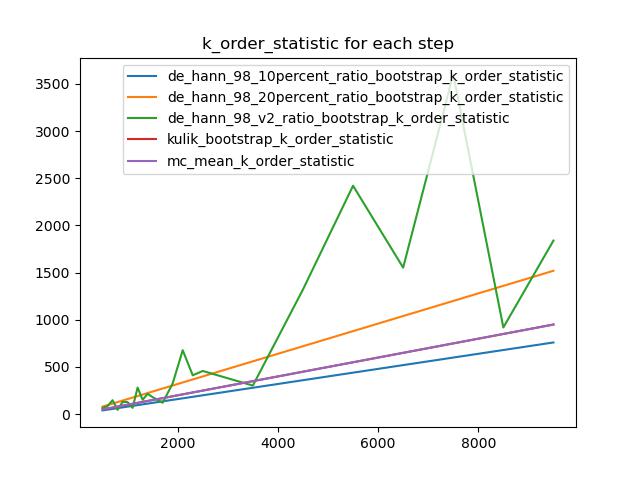 k_order_statistic for each step
de_hann_98_10percent_ratio_bootstrap_k_order_statistic
de_hann_98_20percent_ratio_bootstrap_k_order_statistic
de_hann_98_v2_ratio_bootstrap_k_order_statistic
kulik_bootstrap_k_order_statistic
mc_mean_k_order_statistic
3500
3000
2500
2000
1500
1000
500
0
2000 4000 6000 8000